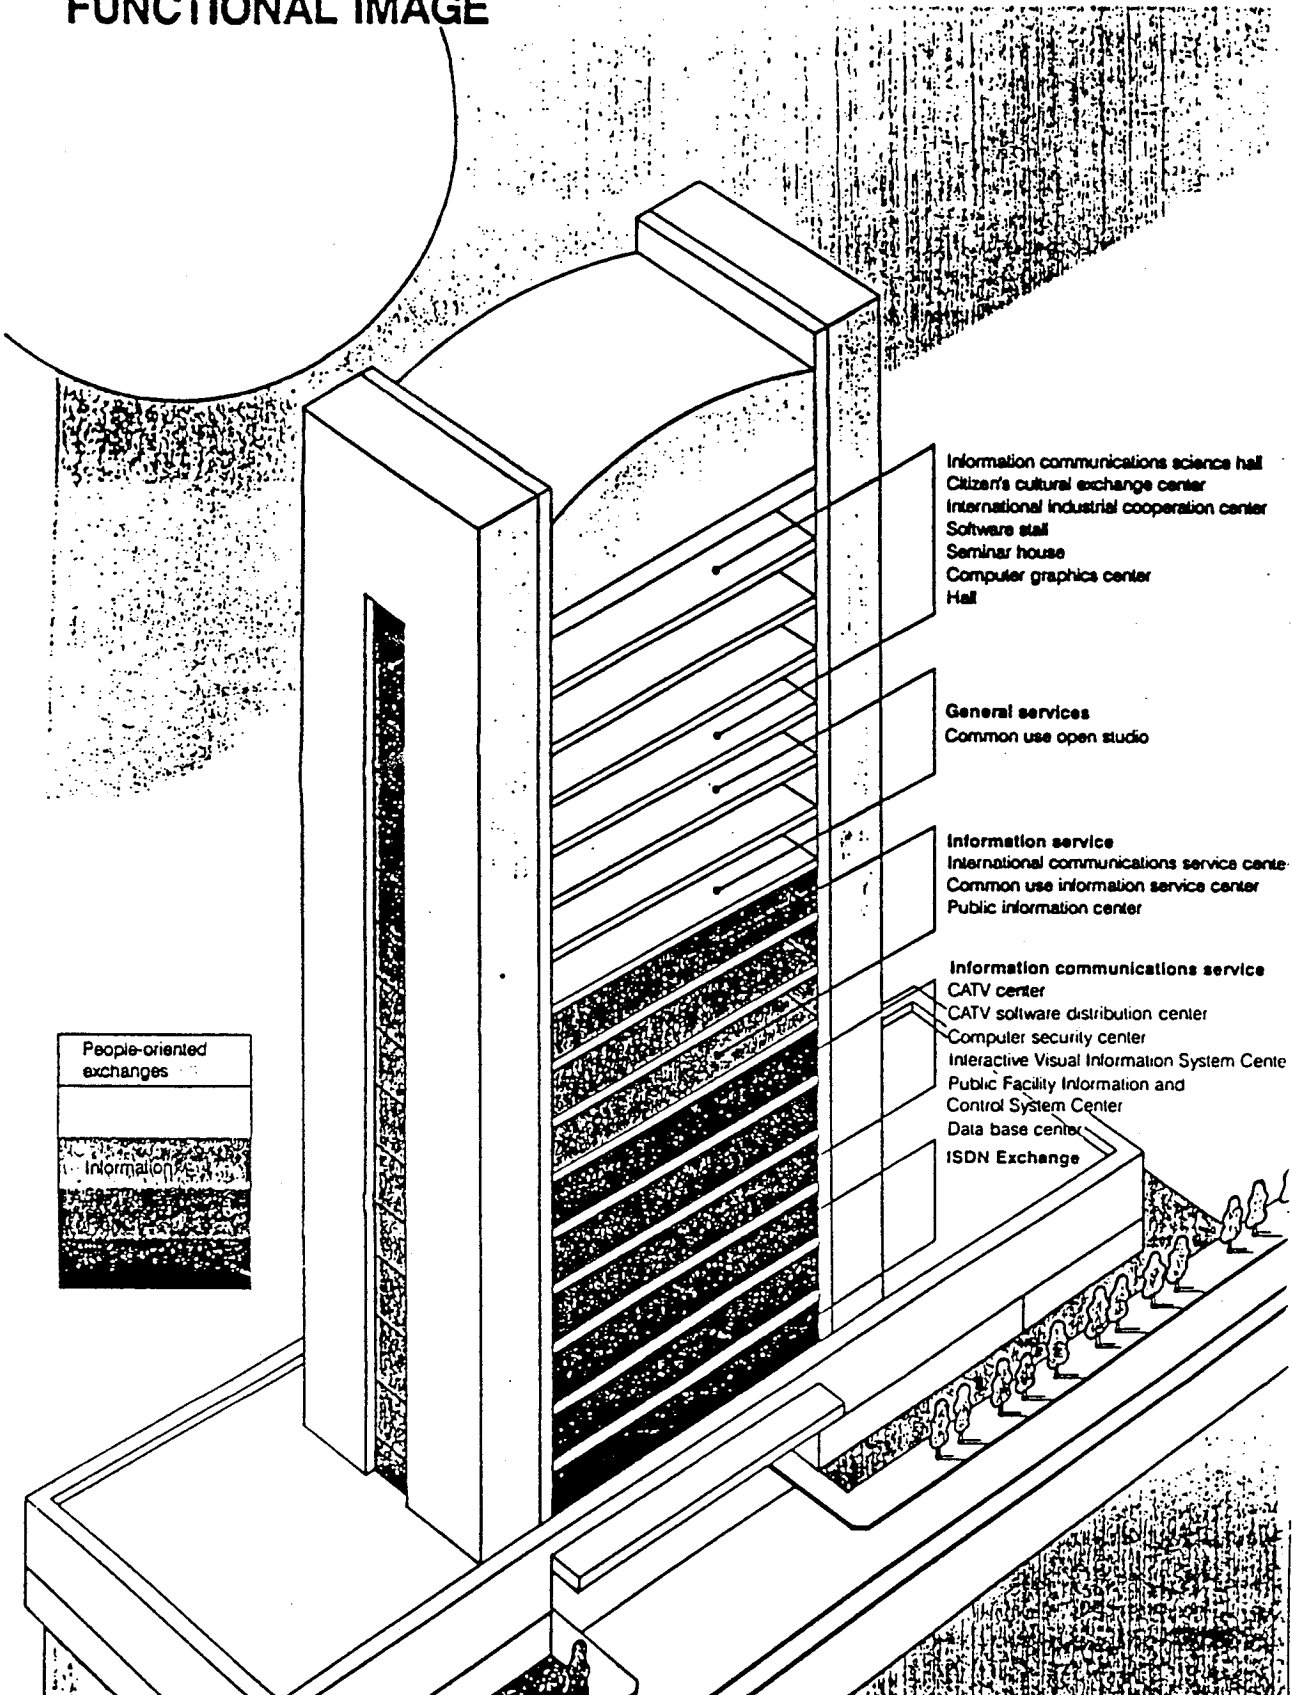 FUNCTIONAL IMAGE
Information communications science hall
Citizen's cultural exchange center
International industrial cooperation center
Software stall
Seminar house
Computer graphics center
Hall
General services
Common use open studio
Information service
International communications service cente
Common use information service center
Public information center
Information communications service
CATV center
CATV software distribution center
Computer security center
Interactive Visual Information System Cente
Public Facility Information and
Control System Center
Data base center
ISDN Exchange
People-oriented
exchanges
Information